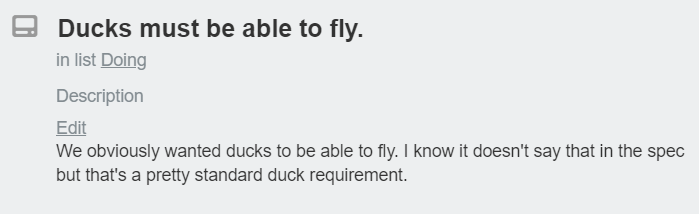 Ducks must be able to fly.
in list Doing
Description
Edit
We obviously wanted ducks to be able to fly. I know it doesn't say that in the spec
but that's a pretty standard duck requirement.